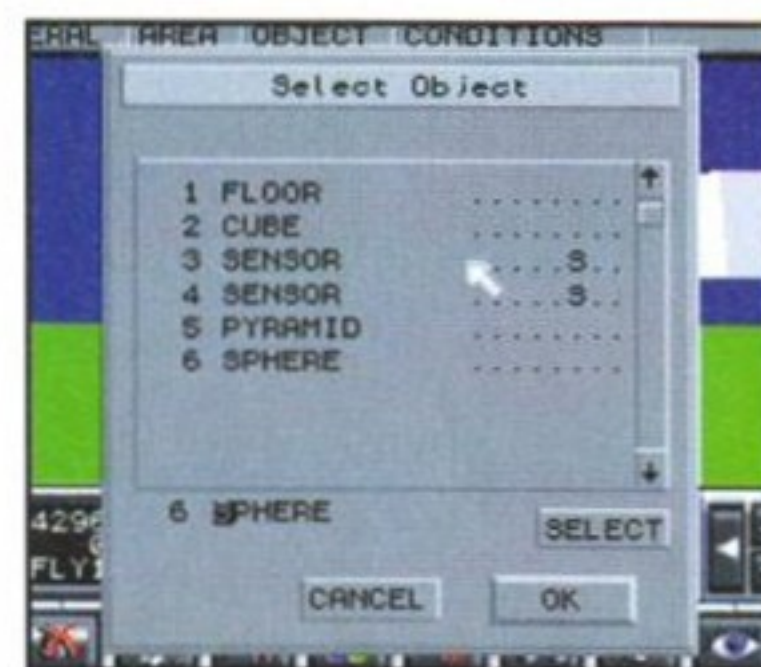 AREA OBJECT CONDITIONS
Select Object
1 FLOOR ........
2 CUBE ........
3 SENSOR .....S..
4 SENSOR .....S..
5 PYRAMID ........
6 SPHERE ........
6 SPHERE
SELECT
CANCEL OK